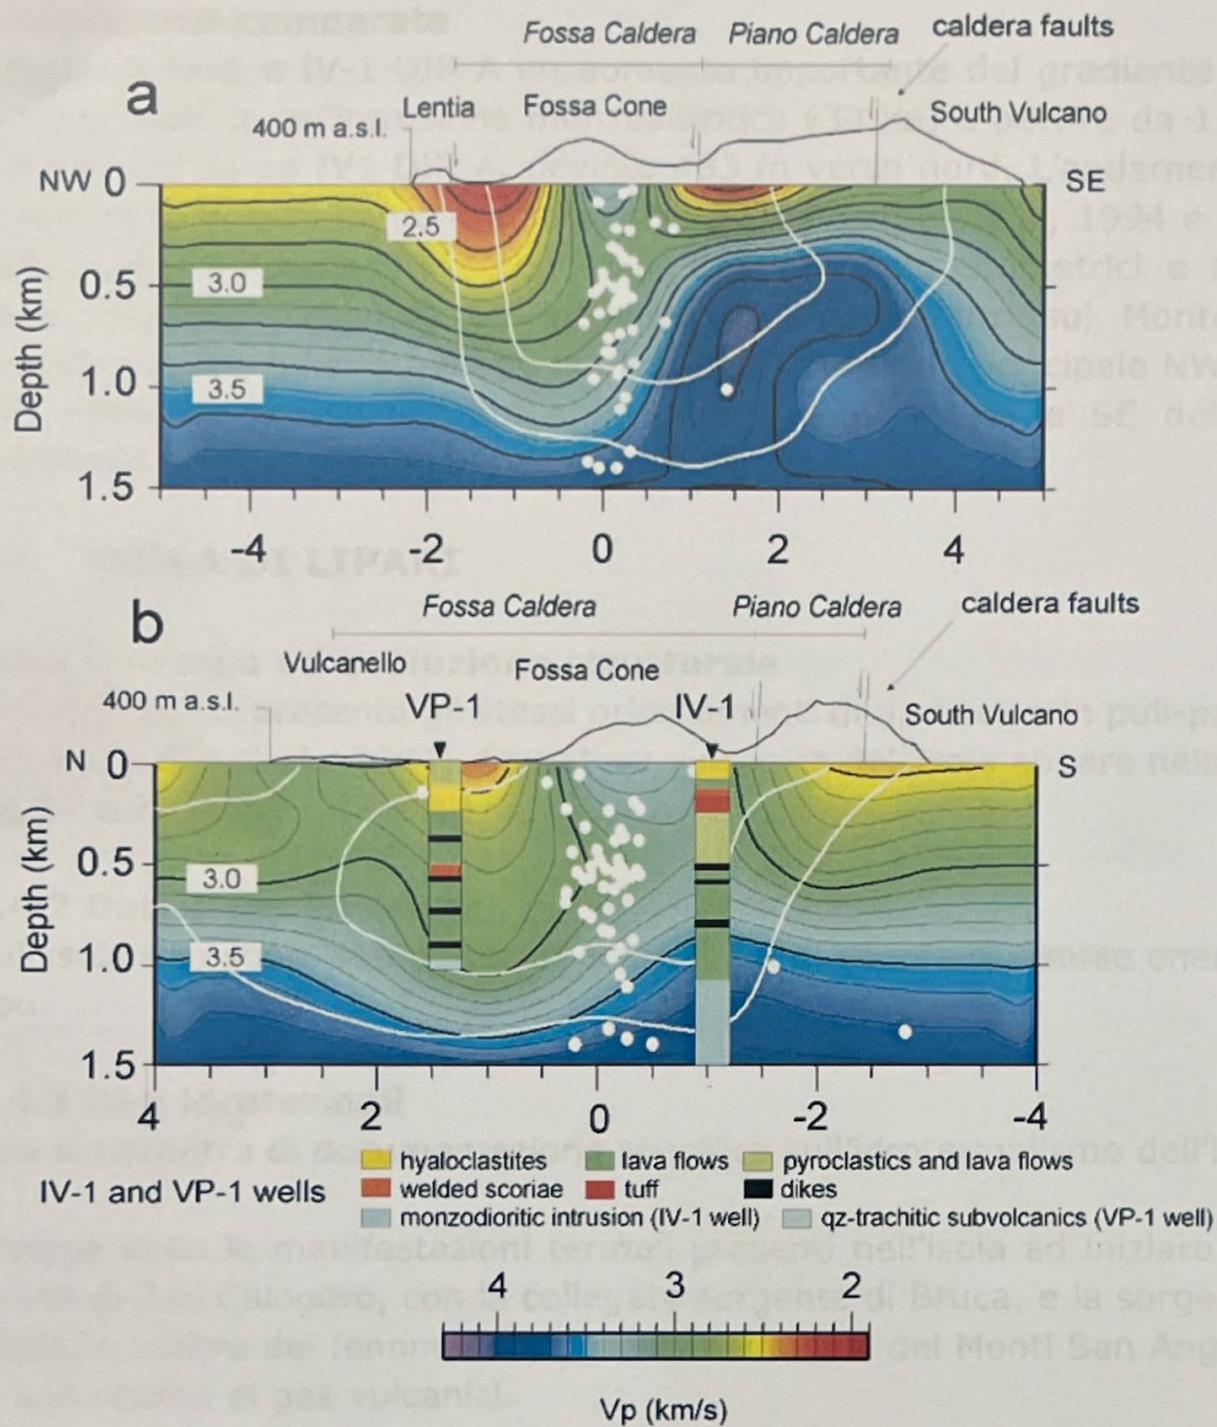 Fossa Caldera Piano Caldera caldera faults
a
Lentia Fossa Cone South Vulcano
400 m a.s.l.
NW 0 SE
2.5
3.0
0.5
Depth (km)
1.0
3.5
1.5
-4 -2 0 2 4
b
Fossa Caldera Piano Caldera caldera faults
Vulcanello Fossa Cone
400 m a.s.l. VP-1 IV-1 South Vulcano
N 0 S
0.5
3.0
Depth (km)
1.0
3.5
1.5
4 2 0 -2 -4
hyaloclastites lava flows pyroclastics and lava flows
IV-1 and VP-1 wells welded scoriae tuff dikes
monzodioritic intrusion (IV-1 well) qz-trachitic subvolcanics (VP-1 well)
4 3 2
Vp (km/s)